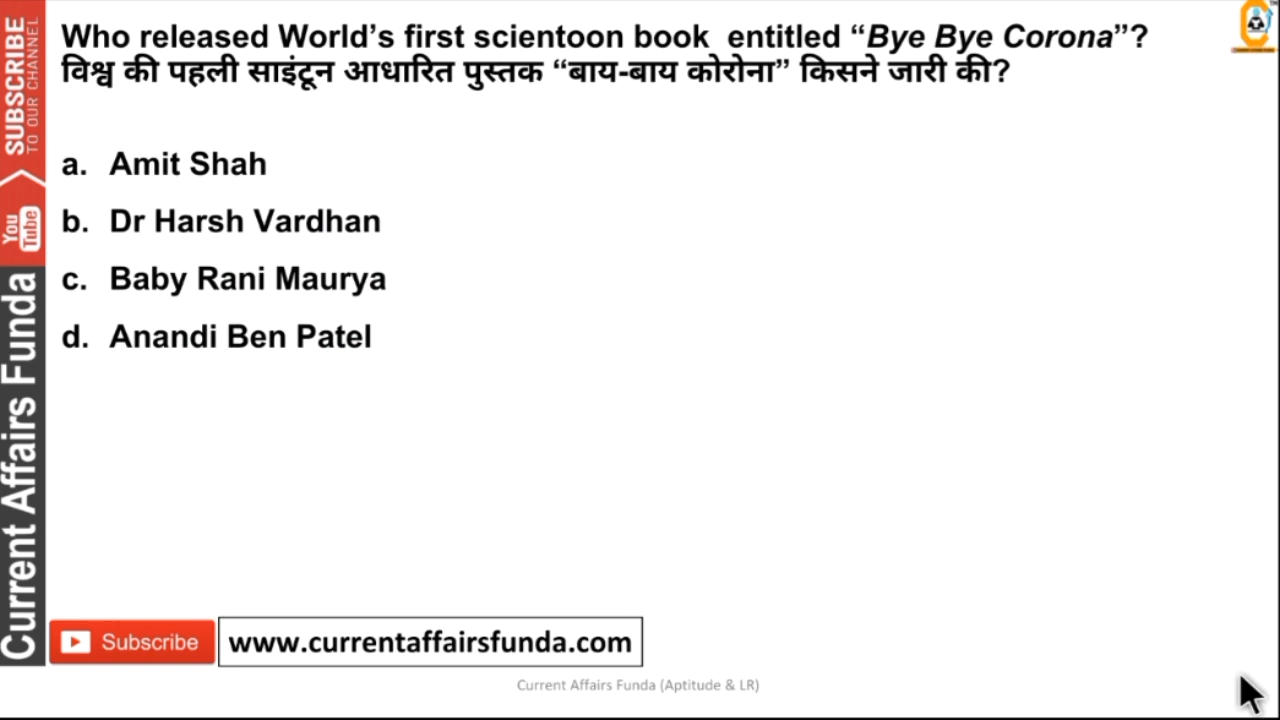 Who released World’s first scientoon book entitled “Bye Bye Corona”?
विश्व की पहली साइंटून आधारित पुस्तक “बाय-बाय कोरोना” किसने जारी की?
a. Amit Shah
b. Dr Harsh Vardhan
c. Baby Rani Maurya
d. Anandi Ben Patel
SUBSCRIBE
TO OUR CHANNEL
You
Tube
Current Affairs Funda
Subscribe
www.currentaffairsfunda.com
Current Affairs Funda (Aptitude & LR)